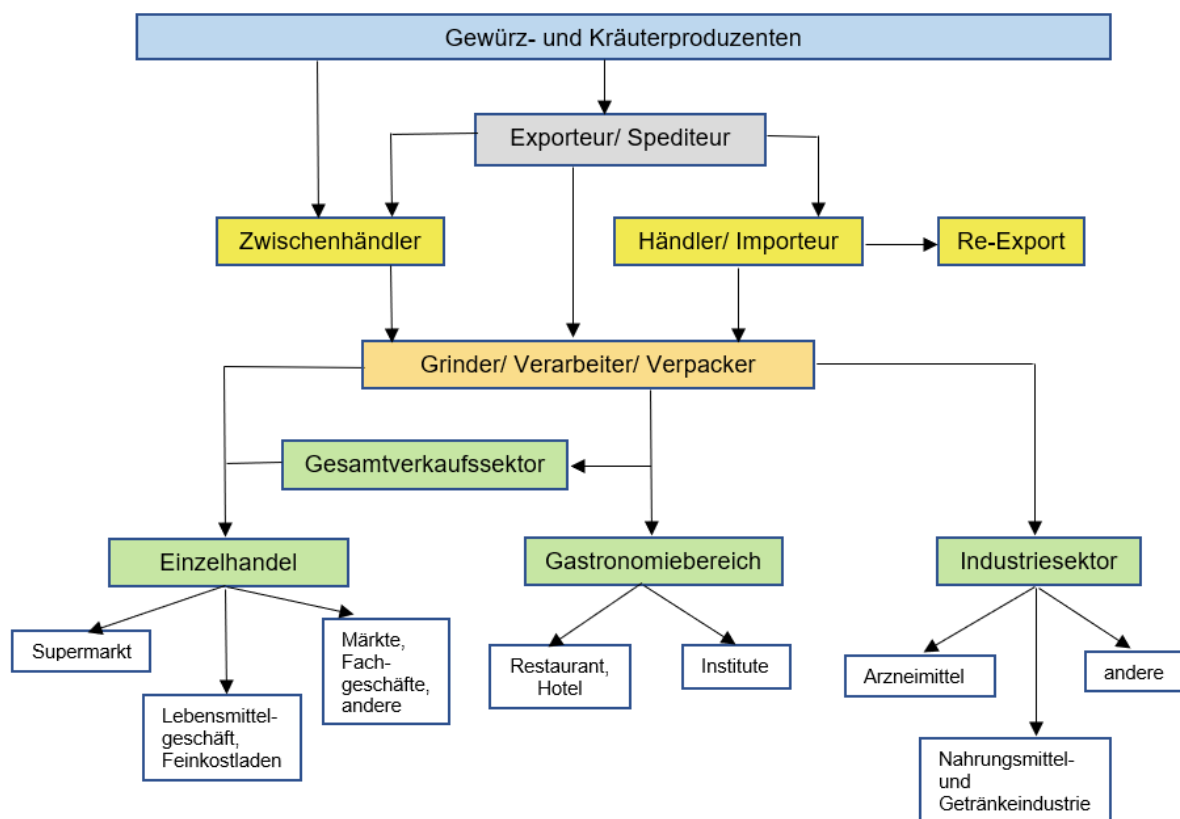 Gewürz- und Kräuterproduzenten
Exporteur/ Spediteur
Zwischenhändler
Händler/ Importeur
Re-Export
Grinder/ Verarbeiter/ Verpacker
Gesamtverkaufssektor
Einzelhandel
Gastronomiebereich
Industriesektor
Supermarkt
Lebensmittel-
geschäft,
Feinkostladen
Märkte,
Fach-
geschäfte,
andere
Restaurant,
Hotel
Institute
Arzneimittel
Nahrungsmittel-
und
Getränkeindustrie
andere